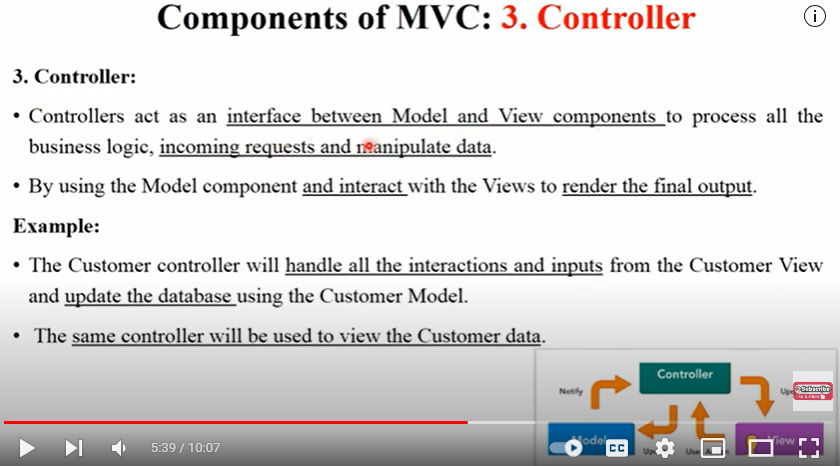 Components of MVC: 3. Controller
3. Controller:
• Controllers act as an interface between Model and View components to process all the
business logic, incoming requests and manipulate data.
• By using the Model component and interact with the Views to render the final output.
Example:
• The Customer controller will handle all the interactions and inputs from the Customer View
and update the database using the Customer Model.
• The same controller will be used to view the Customer data.
Controller
Notify
Subscribe
Model
View
5:39 / 10:07
CC